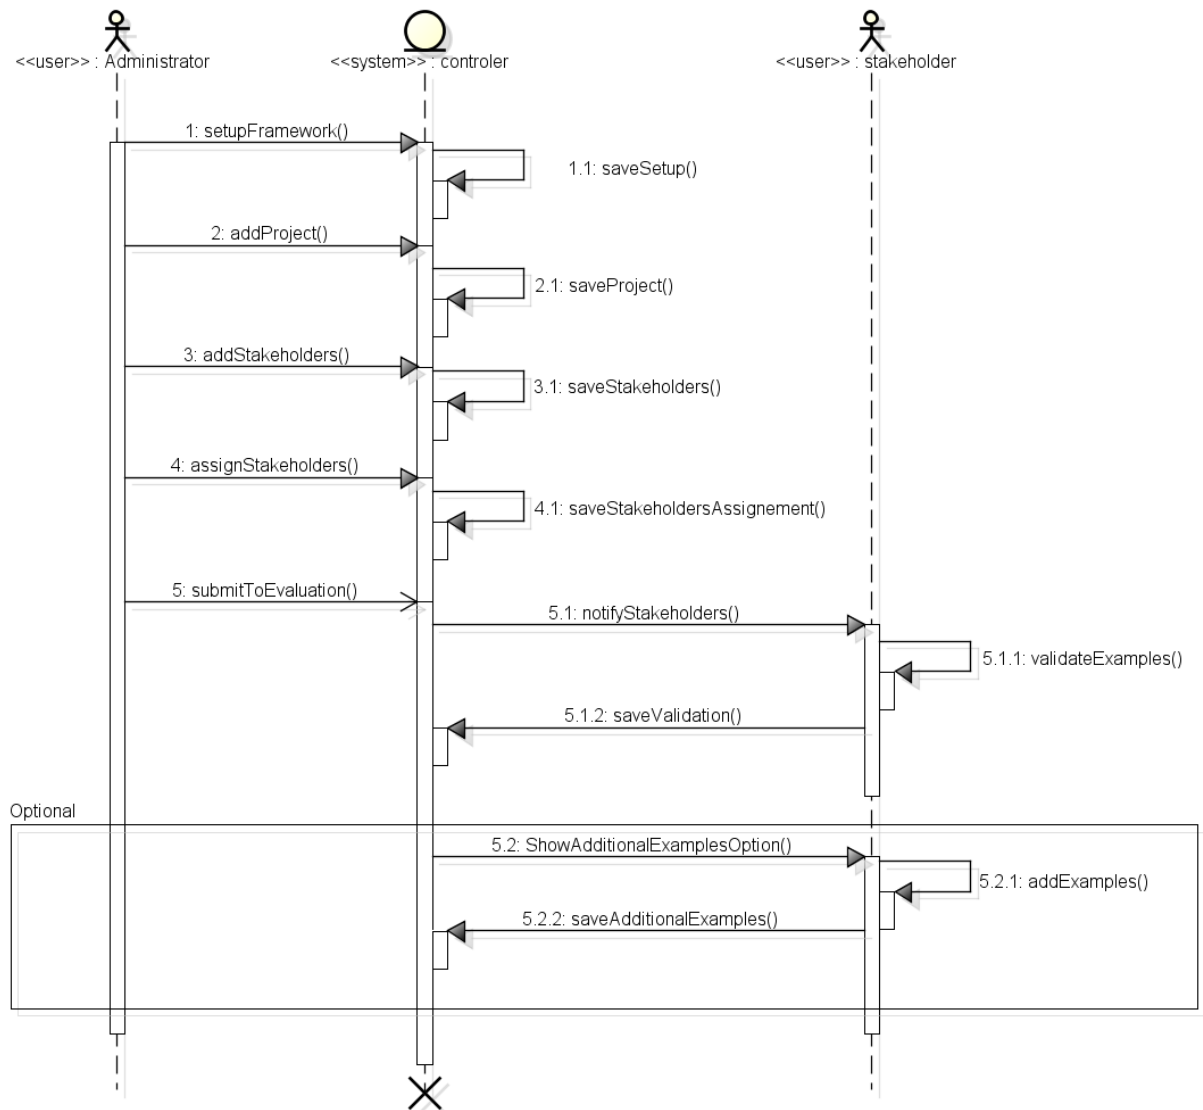 <<user>> : Administrator
<<system>> : controler
<<user>> : stakeholder
1: setupFramework()
1.1: saveSetup()
2: addProject()
2.1: saveProject()
3: addStakeholders()
3.1: saveStakeholders()
4: assignStakeholders()
4.1: saveStakeholdersAssignement()
5: submitToEvaluation()
5.1: notifyStakeholders()
5.1.1: validateExamples()
5.1.2: saveValidation()
Optional
5.2: ShowAdditionalExamplesOption()
5.2.1: addExamples()
5.2.2: saveAdditionalExamples()